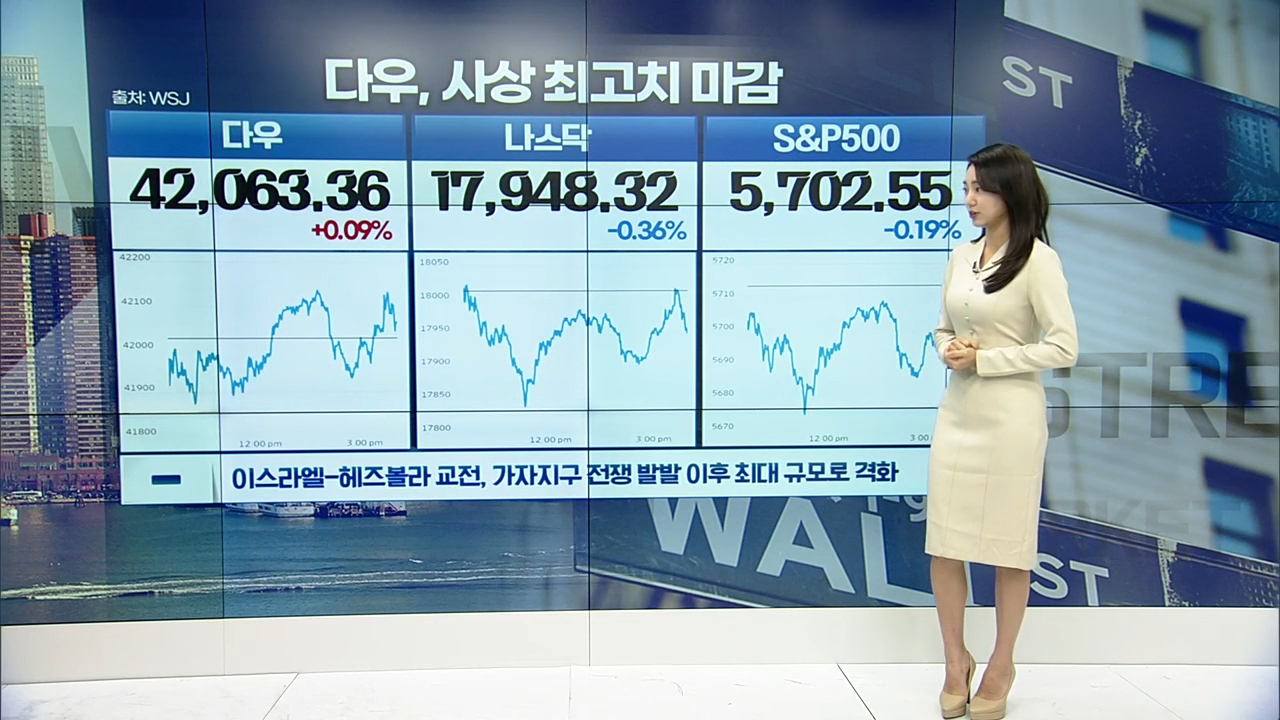 다우, 사상 최고치 마감
출처: WSJ
다우
42,063.36
+0.09%
42200
42100
42000
41900
41800
12:00 pm
3:00 pm
나스닥
17,948.32
-0.36%
18050
18000
17950
17900
17850
17800
12:00 pm
3:00 pm
S&P500
5,702.55
-0.19%
5720
5710
5700
5690
5680
5670
12:00 pm
3:00
이스라엘-헤즈볼라 교전, 가자지구 전쟁 발발 이후 최대 규모로 격화
ST
STRE
WALL ST